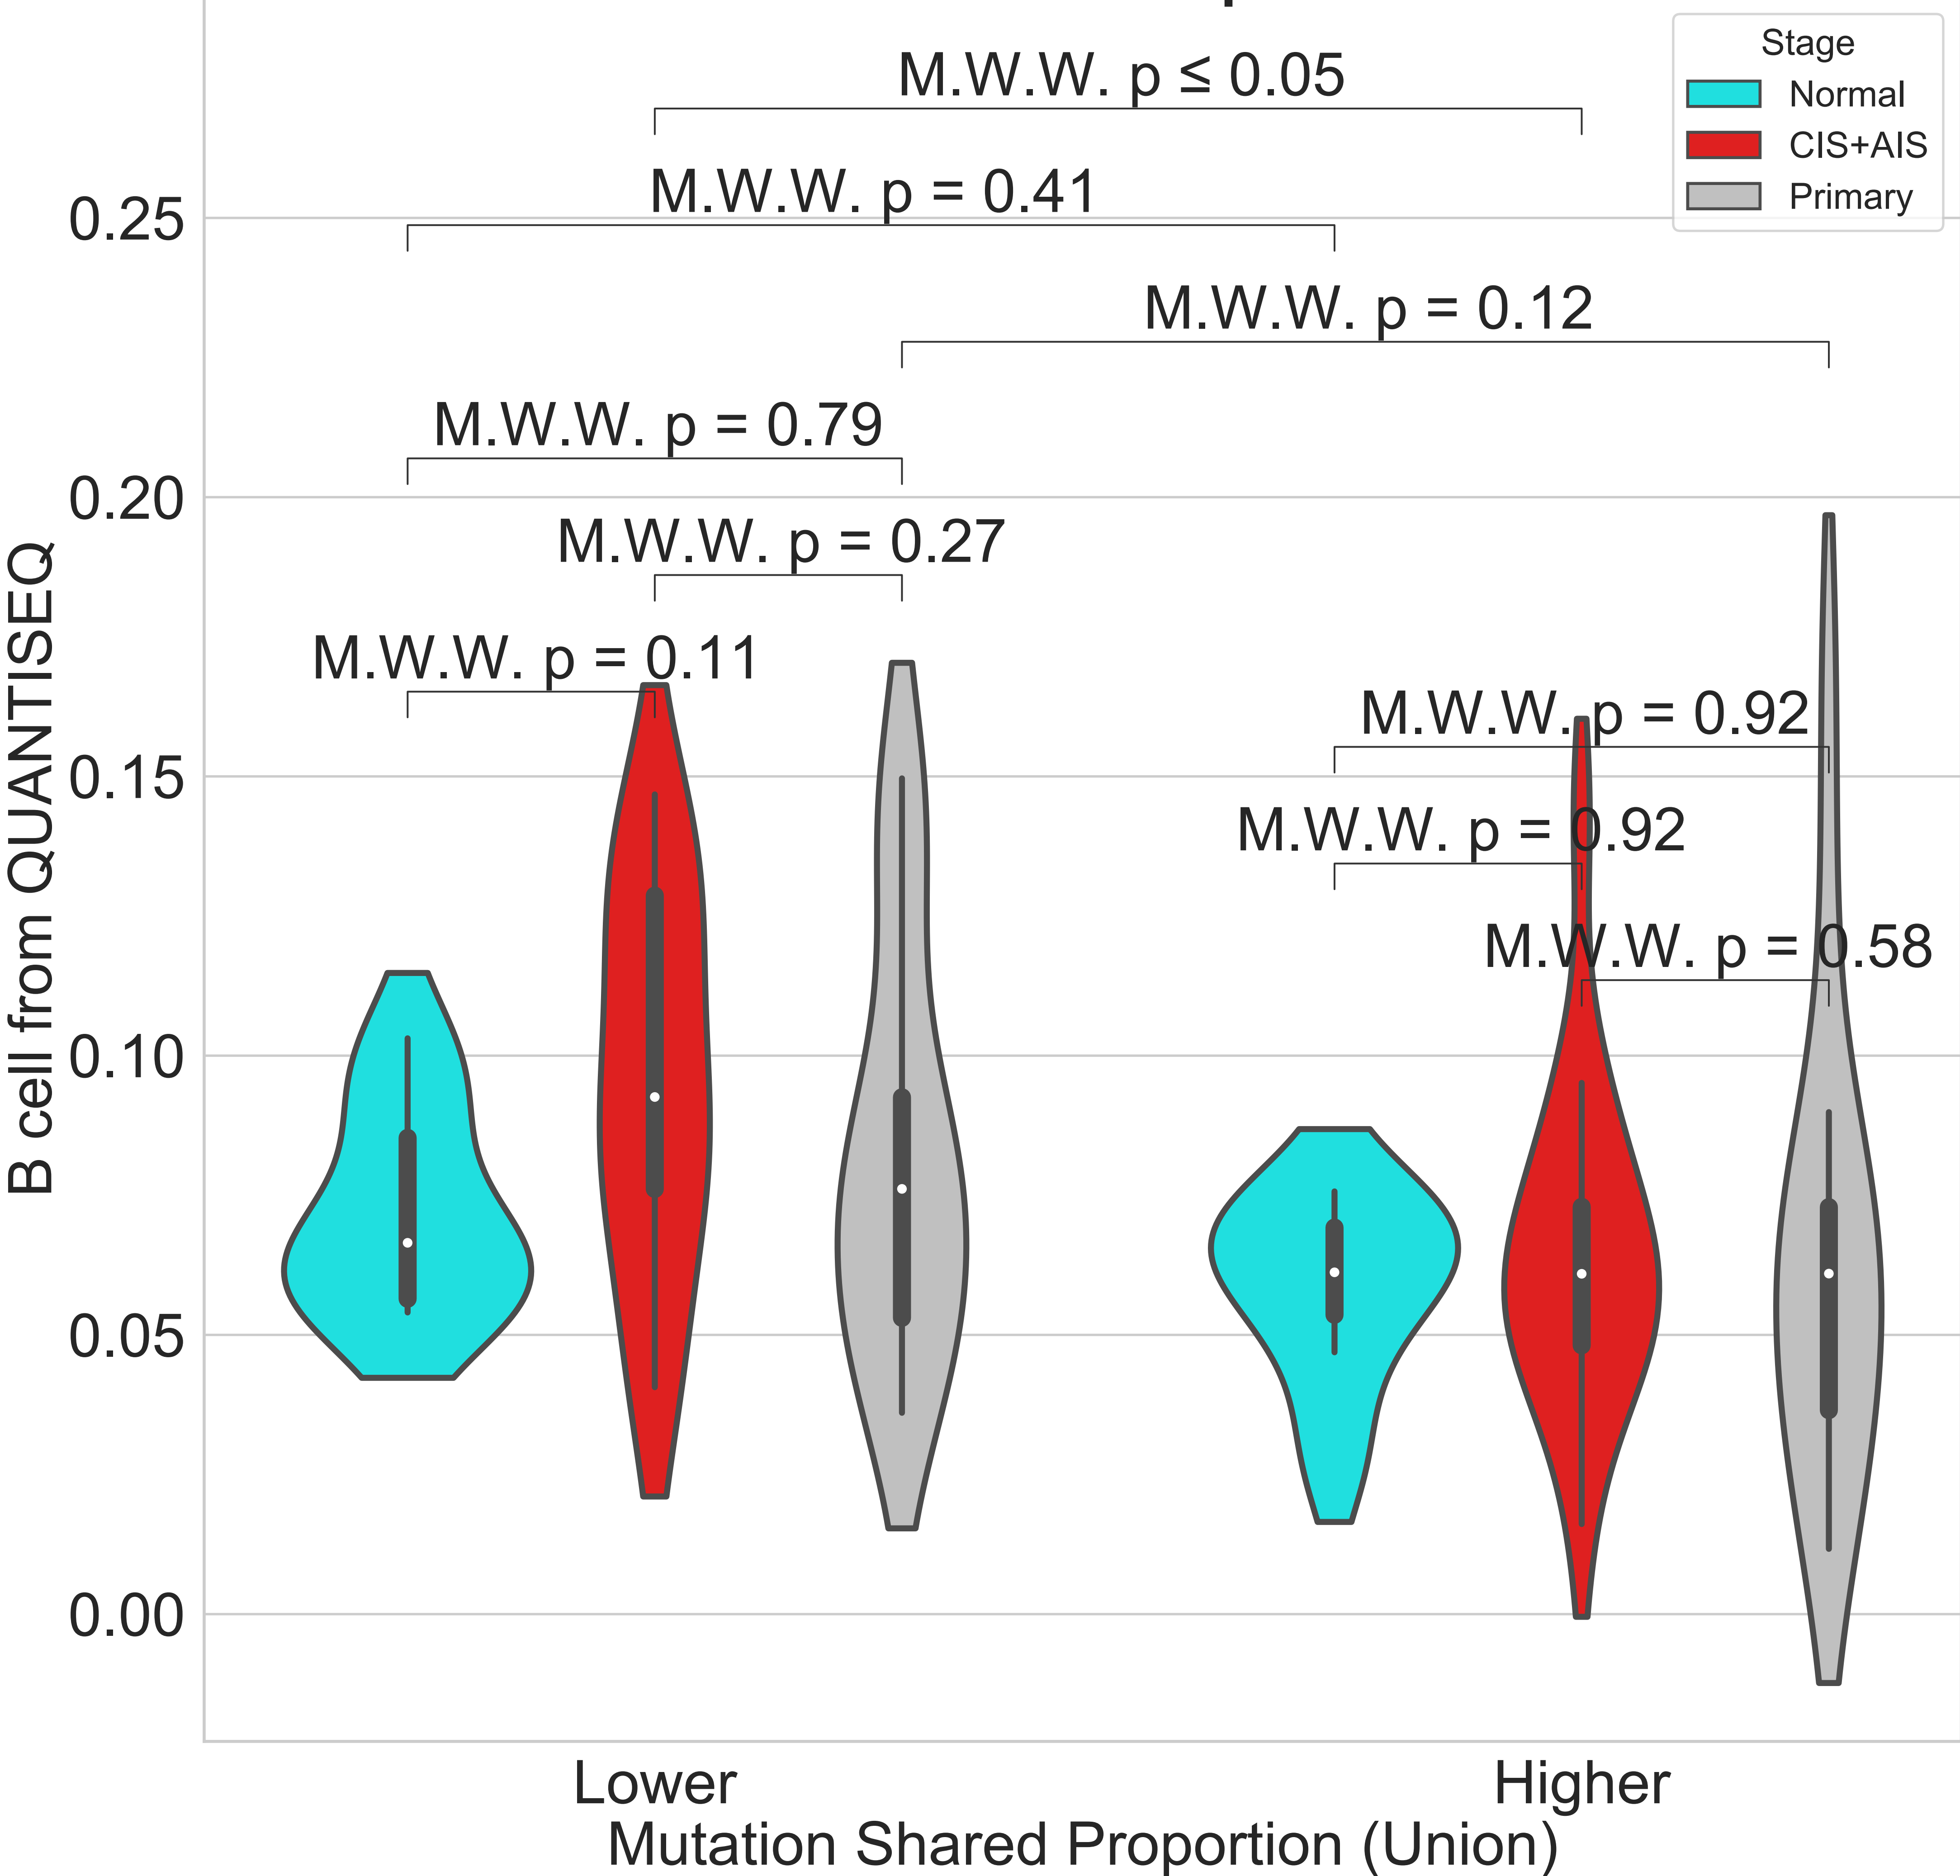 Stage
Normal
CIS+AIS
Primary
M.W.W. p ≤ 0.05
M.W.W. p = 0.41
M.W.W. p = 0.12
M.W.W. p = 0.79
M.W.W. p = 0.27
M.W.W. p = 0.11
M.W.W. p = 0.92
M.W.W. p = 0.92
M.W.W. p = 0.58
0.25
0.20
0.15
0.10
0.05
0.00
B cell from QUANTISEQ
Lower
Higher
Mutation Shared Proportion (Union)